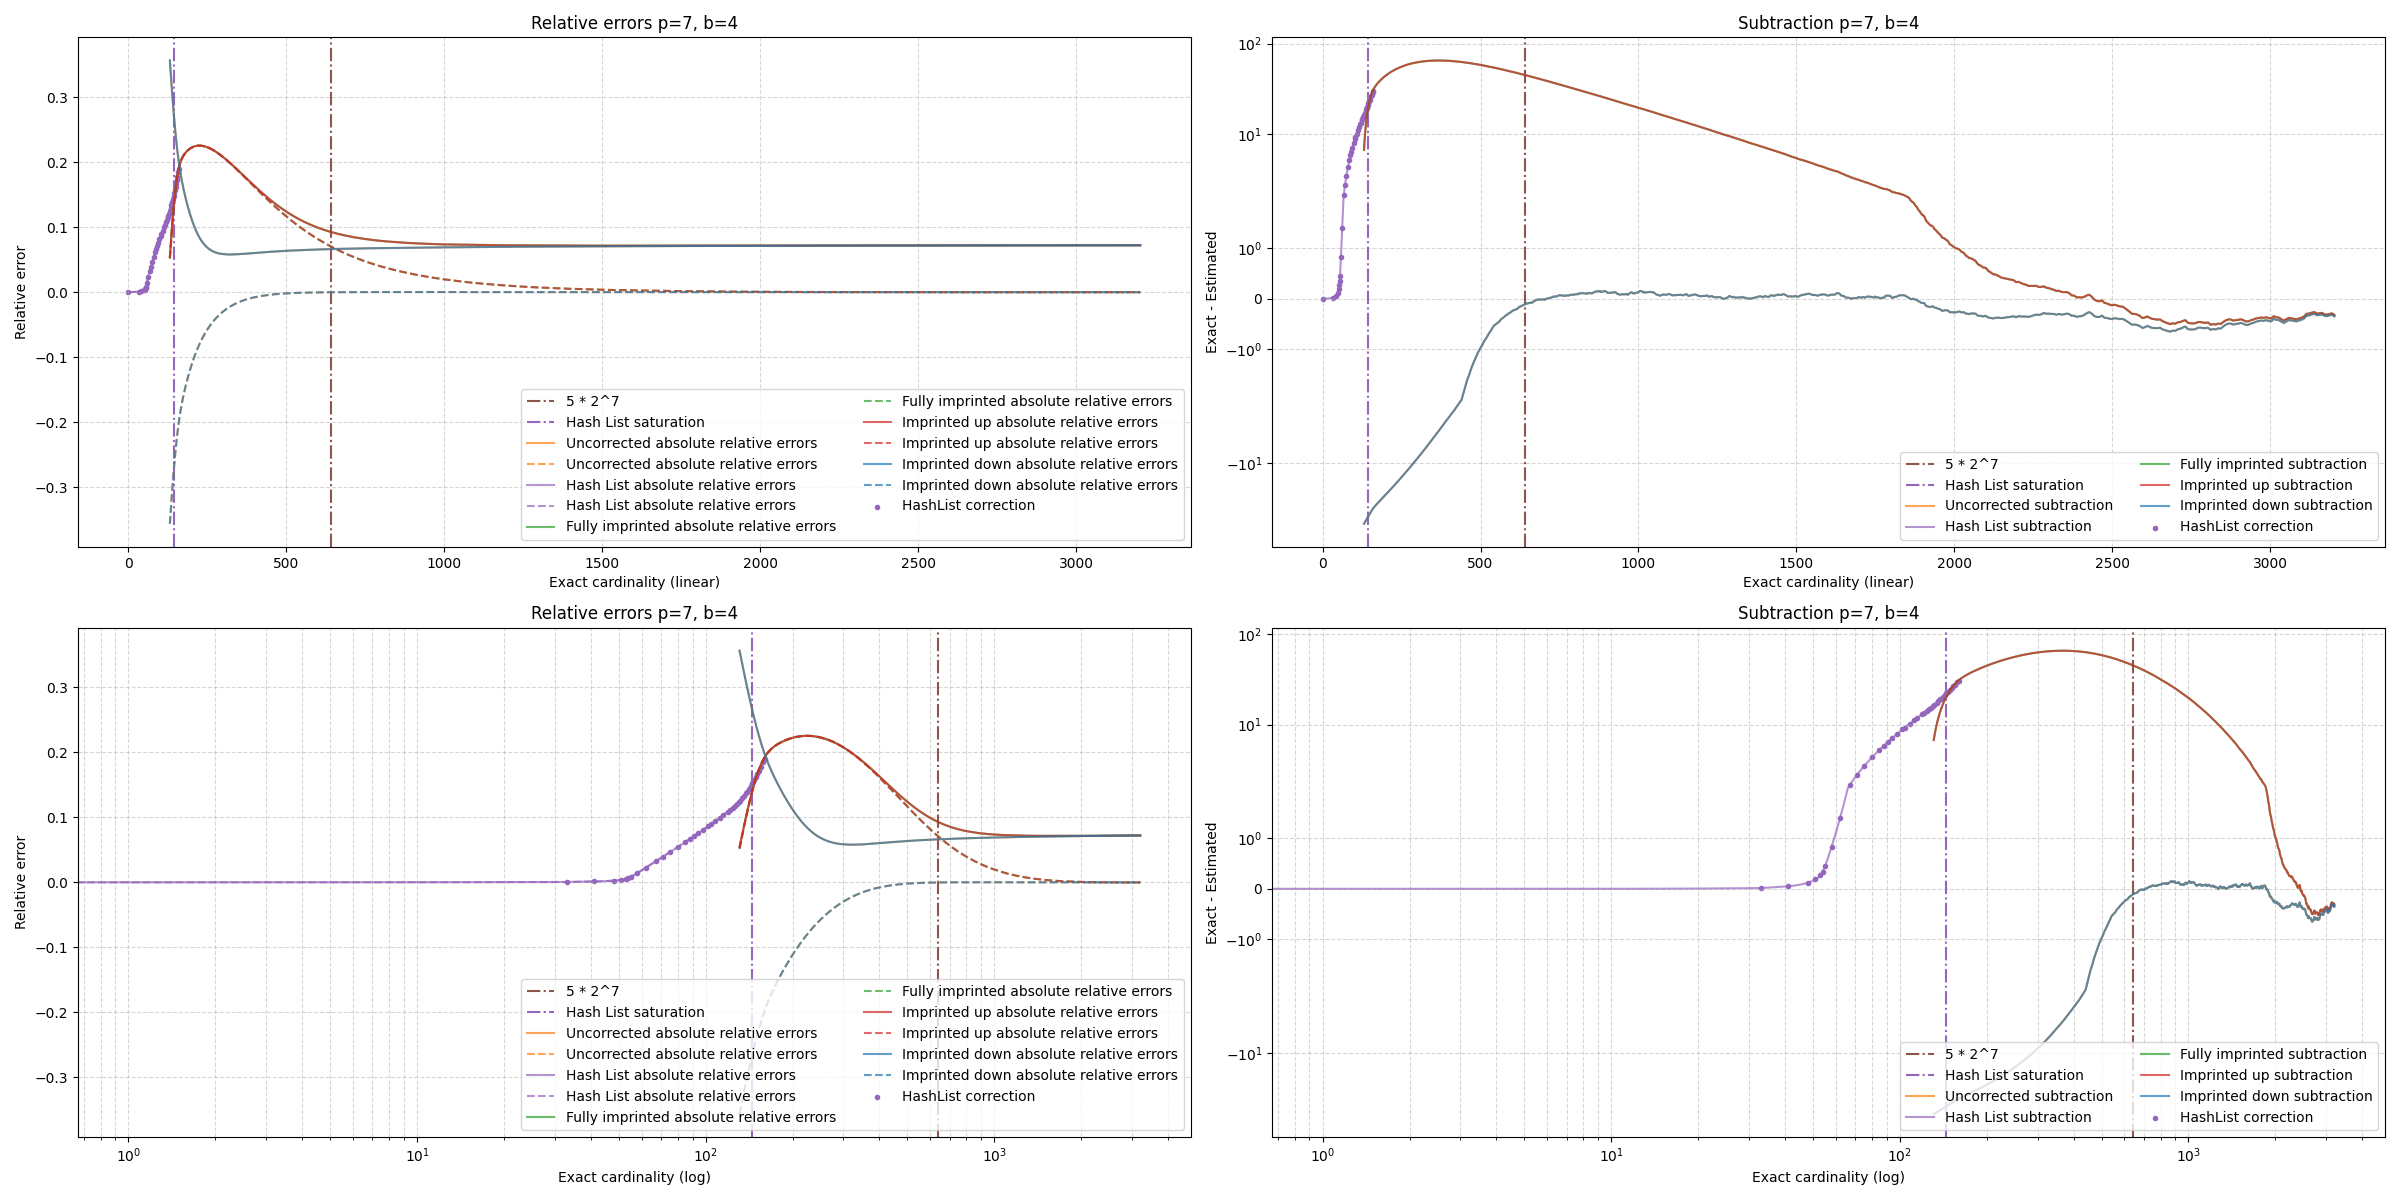 Relative errors p=7, b=4
0.3
0.2
0.1
0.0
−0.1
−0.2
−0.3
Relative error
5 * 2^7
Hash List saturation
Uncorrected absolute relative errors
Uncorrected absolute relative errors
Hash List absolute relative errors
Hash List absolute relative errors
Fully imprinted absolute relative errors
Fully imprinted absolute relative errors
Imprinted up absolute relative errors
Imprinted up absolute relative errors
Imprinted down absolute relative errors
Imprinted down absolute relative errors
HashList correction
0 500 1000 1500 2000 2500 3000
Exact cardinality (linear)
Subtraction p=7, b=4
10^2
10^1
10^0
0
−10^0
−10^1
Exact - Estimated
5 * 2^7
Hash List saturation
Uncorrected subtraction
Hash List subtraction
Fully imprinted subtraction
Imprinted up subtraction
Imprinted down subtraction
HashList correction
0 500 1000 1500 2000 2500 3000
Exact cardinality (linear)
Relative errors p=7, b=4
0.3
0.2
0.1
0.0
−0.1
−0.2
−0.3
Relative error
5 * 2^7
Hash List saturation
Uncorrected absolute relative errors
Uncorrected absolute relative errors
Hash List absolute relative errors
Hash List absolute relative errors
Fully imprinted absolute relative errors
Fully imprinted absolute relative errors
Imprinted up absolute relative errors
Imprinted up absolute relative errors
Imprinted down absolute relative errors
Imprinted down absolute relative errors
HashList correction
10^0 10^1 10^2 10^3
Exact cardinality (log)
Subtraction p=7, b=4
10^2
10^1
10^0
0
−10^0
−10^1
Exact - Estimated
5 * 2^7
Hash List saturation
Uncorrected subtraction
Hash List subtraction
Fully imprinted subtraction
Imprinted up subtraction
Imprinted down subtraction
HashList correction
10^0 10^1 10^2 10^3
Exact cardinality (log)